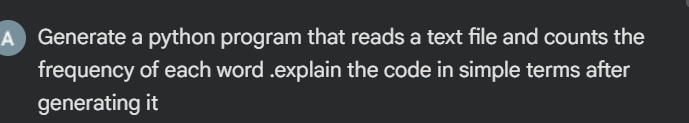 A
Generate a python program that reads a text file and counts the
frequency of each word .explain the code in simple terms after
generating it